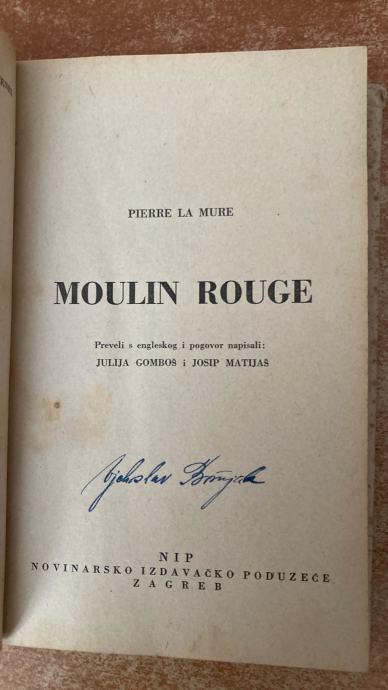 PIERRE LA MURE
MOULIN ROUGE
Preveli s engleskog i pogovor napisali:
JULIJA GOMBOŠ i JOSIP MATIJAŠ
NIP
NOVINARSKO IZDAVAČKO PODUZEĆE
ZAGREB